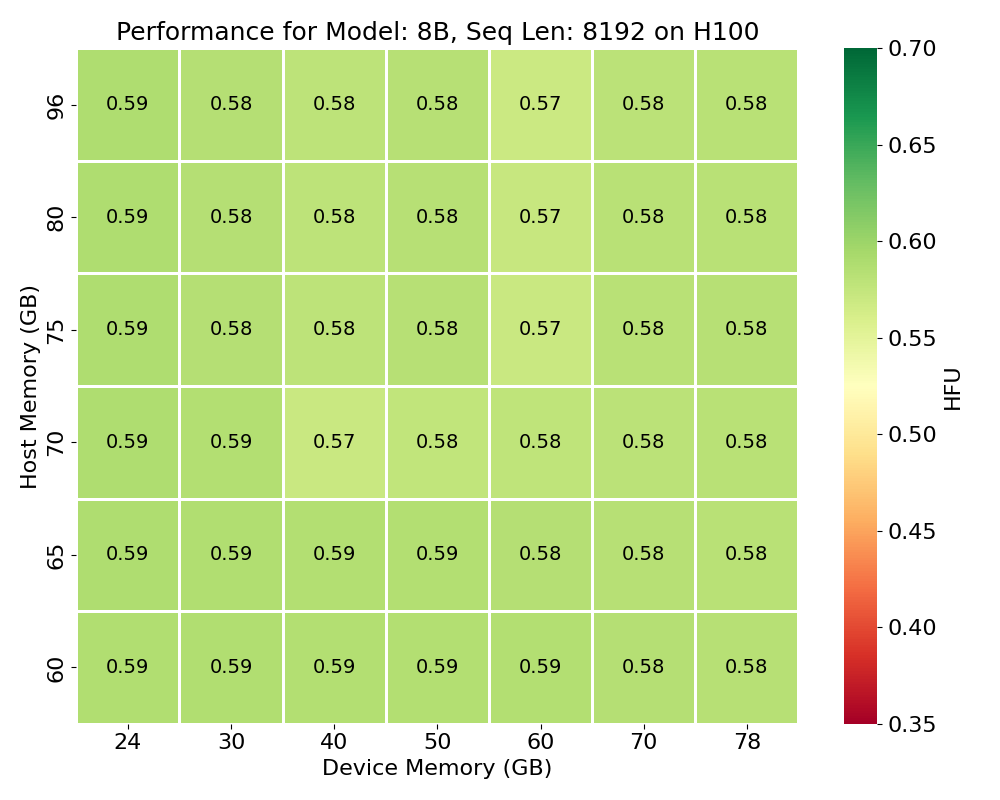 Performance for Model: 8B, Seq Len: 8192 on H100
96 0.59 0.58 0.58 0.58 0.57 0.58 0.58
80 0.59 0.58 0.58 0.58 0.57 0.58 0.58
75 0.59 0.58 0.58 0.58 0.57 0.58 0.58
70 0.59 0.59 0.57 0.58 0.58 0.58 0.58
65 0.59 0.59 0.59 0.59 0.58 0.58 0.58
60 0.59 0.59 0.59 0.59 0.59 0.58 0.58
Host Memory (GB)
24 30 40 50 60 70 78
Device Memory (GB)
0.70
0.65
0.60
0.55
0.50
0.45
0.40
0.35
HFU